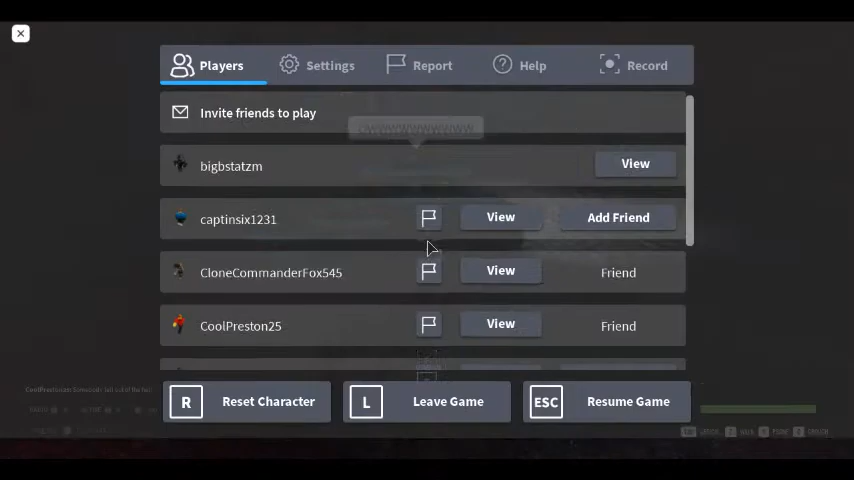 Players Settings Report Help Record
Invite friends to play
bigbstatzm View
captinsix1231 View Add Friend
CloneCommanderFox545 View Friend
CoolPreston25 View Friend
R Reset Character L Leave Game ESC Resume Game